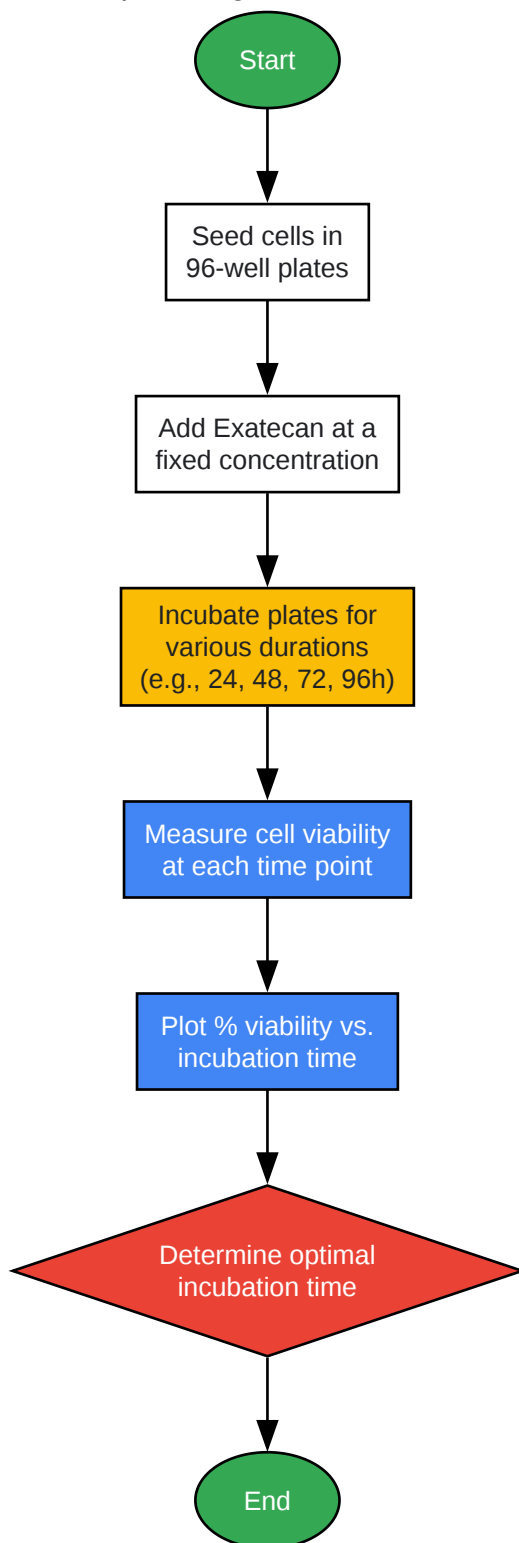 Start
Seed cells in
96-well plates
Add Exatecan at a
fixed concentration
Incubate plates for
various durations
(e.g., 24, 48, 72, 96h)
Measure cell viability
at each time point
Plot % viability vs.
incubation time
Determine optimal
incubation time
End